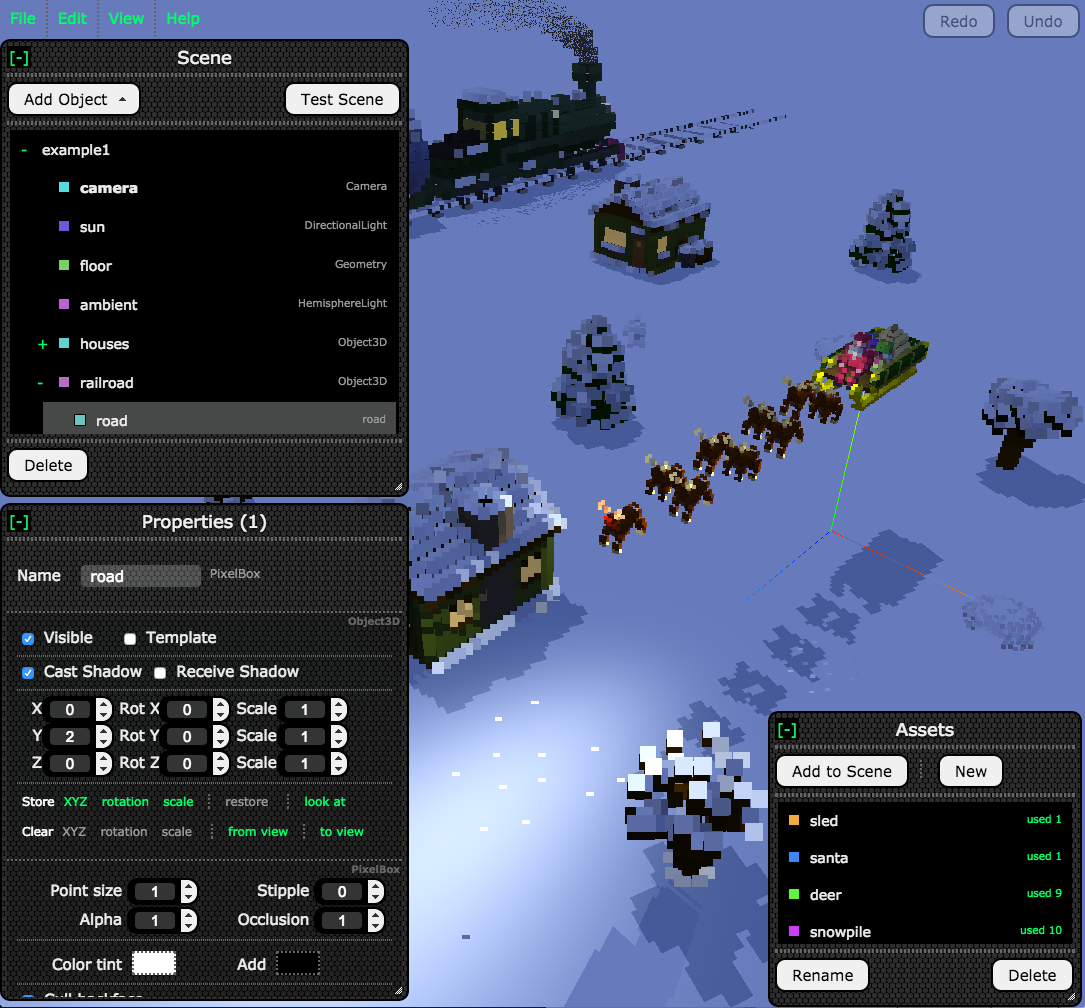 File Edit View Help Redo Undo
[-] Scene
Add Object Test Scene
- example1
camera Camera
sun DirectionalLight
floor Geometry
ambient HemisphereLight
+ houses Object3D
- railroad Object3D
road road
Delete
[-] Properties (1)
Name road PixelBox
Object3D
Visible Template
Cast Shadow Receive Shadow
X 0 Rot X 0 Scale 1
Y 2 Rot Y 0 Scale 1
Z 0 Rot Z 0 Scale 1
Store XYZ rotation scale restore look at
Clear XYZ rotation scale from view to view
PixelBox
Point size 1 Stipple 0
Alpha 1 Occlusion 1
Color tint Add
Cull backface
[-] Assets
Add to Scene New
sled used 1
santa used 1
deer used 9
snowpile used 10
Rename Delete